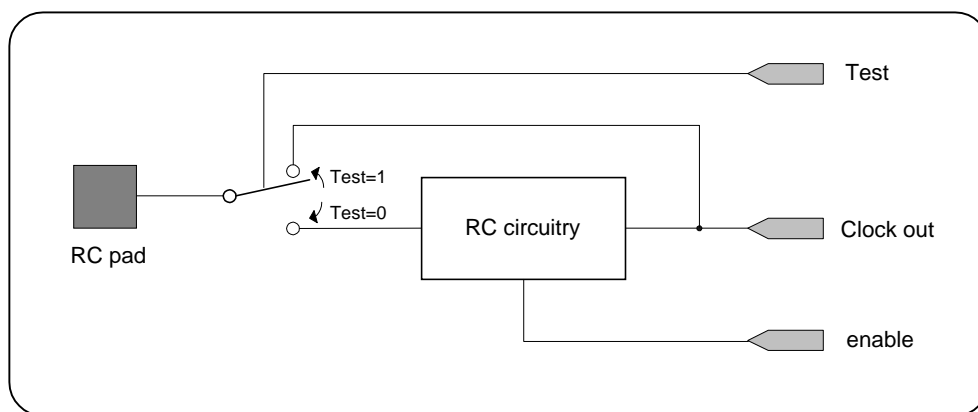 Test
Test=1
Test=0
RC circuitry
Clock out
RC pad
enable